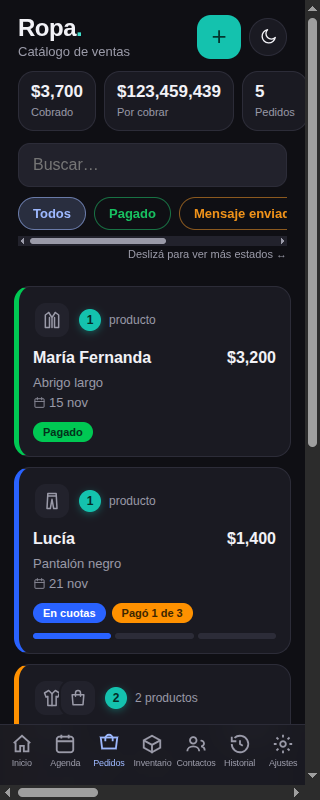 Ropa.
Catálogo de ventas
$3,700
Cobrado
$123,459,439
Por cobrar
5
Pedidos
Buscar…
Todos
Pagado
Mensaje enviad
Deslizá para ver más estados ↔
1 producto
María Fernanda
$3,200
Abrigo largo
15 nov
Pagado
1 producto
Lucía
$1,400
Pantalón negro
21 nov
En cuotas
Pagó 1 de 3
2 2 productos
Inicio
Agenda
Pedidos
Inventario
Contactos
Historial
Ajustes